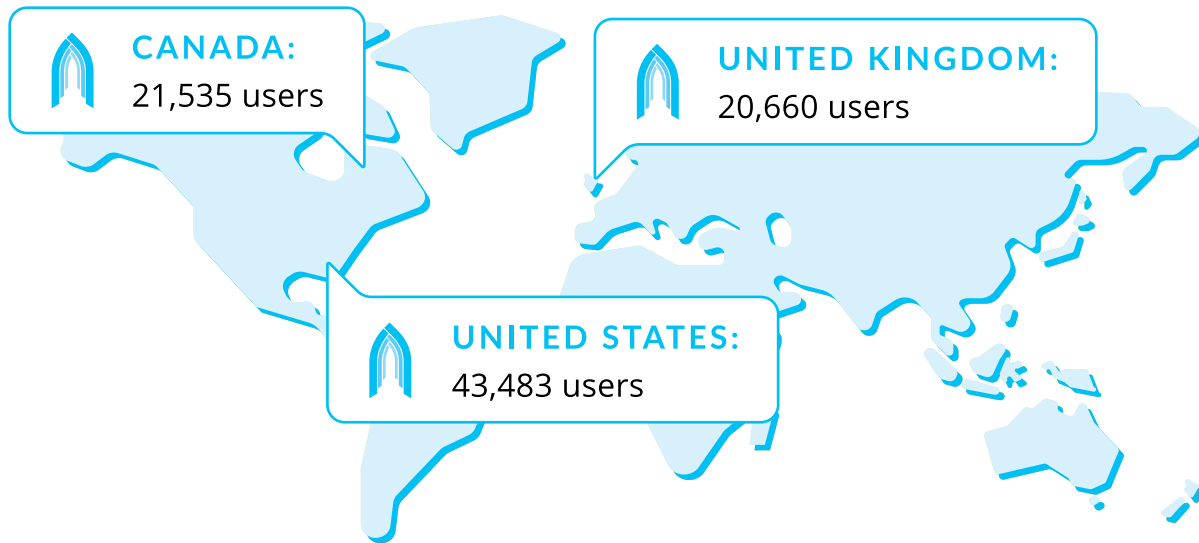 CANADA:
21,535 users
UNITED KINGDOM:
20,660 users
UNITED STATES:
43,483 users